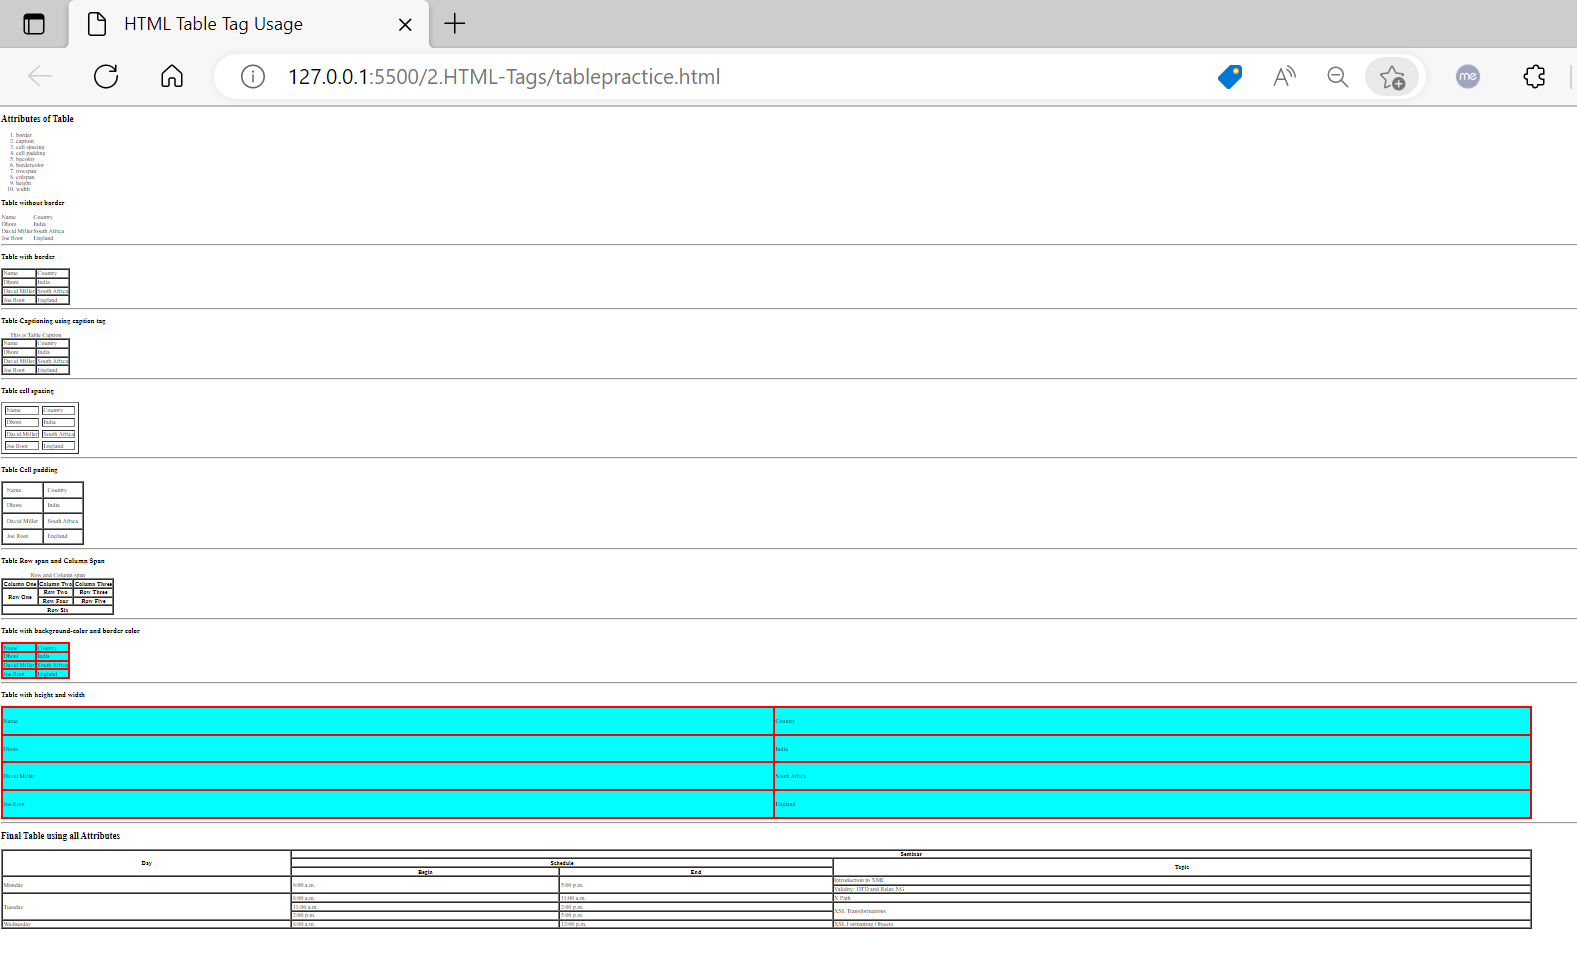 HTML Table Tag Usage
127.0.0.1:5500/2.HTML-Tags/tablepractice.html
me
Attributes of Table
1. border
2. caption
3. cell spacing
4. cell padding
5. bgcolor
6. bordercolor
7. rowspan
8. colspan
9. height
10. width
Table without border
Name Country
Dhoni India
David Miller South Africa
Joe Root England
Table with border
Name Country
Dhoni India
David Miller South Africa
Joe Root England
Table Captioning using caption tag
This is Table Caption
Name Country
Dhoni India
David Miller South Africa
Joe Root England
Table cell spacing
Name Country
Dhoni India
David Miller South Africa
Joe Root England
Table Cell padding
Name Country
Dhoni India
David Miller South Africa
Joe Root England
Table Row span and Column Span
Row and Column span
Column One Column Two Column Three
Row One Row Two Row Three
Row Four Row Five
Row Six
Table with background-color and border color
Name Country
Dhoni India
David Miller South Africa
Joe Root England
Table with height and width
Name Country
Dhoni India
David Miller South Africa
Joe Root England
Final Table using all Attributes
Day Seminar
Schedule Topic
Begin End
Monday 8:00 a.m. 5:00 p.m. Introduction to XML
Validity: DTD and Relax NG
Tuesday 8:00 a.m. 11:00 a.m. X Path
11:00 a.m. 2:00 p.m. XSL Transformations
2:00 p.m. 5:00 p.m.
Wednesday 8:00 a.m. 12:00 p.m. XSL Formatting Objects